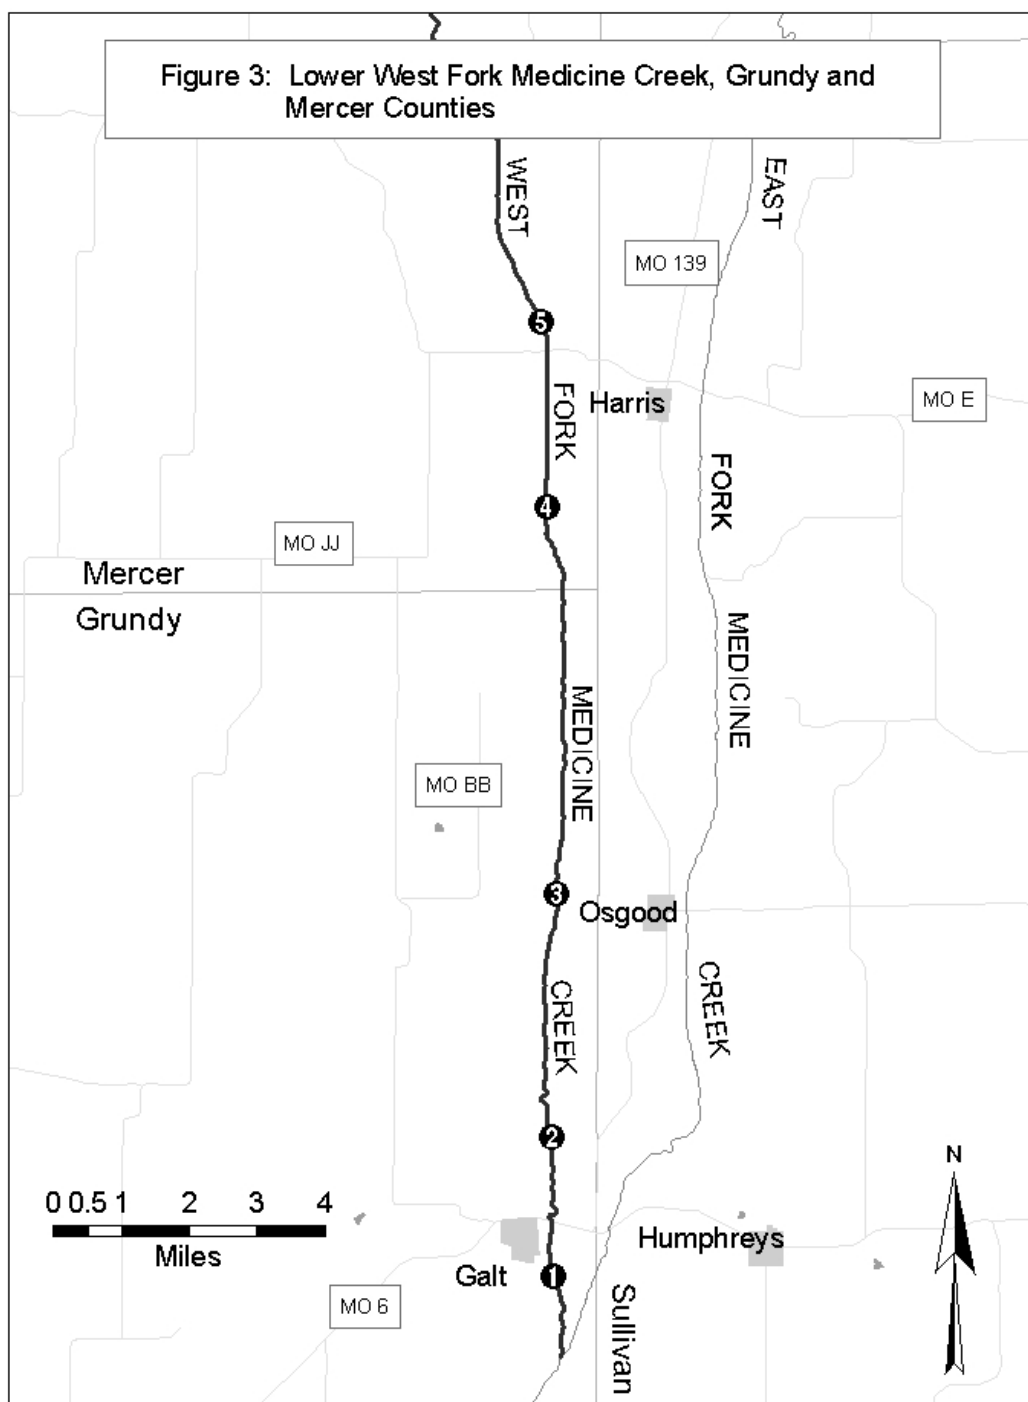 Figure 3: Lower West Fork Medicine Creek, Grundy and
Mercer Counties
WEST
EAST
MO 139
5
FORK
Harris
MO E
FORK
4
MO JJ
Mercer
Grundy
MEDICINE
MEDICINE
MO BB
3
Osgood
CREEK
CREEK
2
N
0 0.5 1 2 3 4
Miles
Humphreys
Galt
1
MO 6
Sullivan